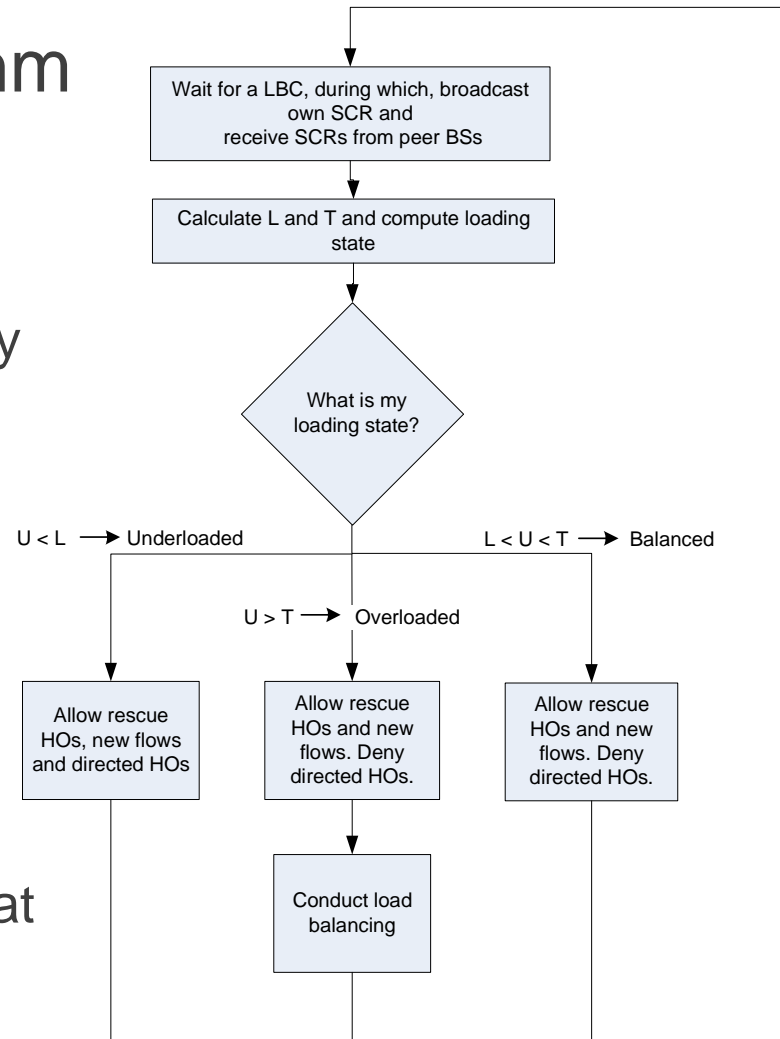 Wait for a LBC, during which, broadcast
own SCR and
receive SCRs from peer BSs
Calculate L and T and compute loading
state
What is my
loading state?
U < L → Underloaded
L < U < T → Balanced
U > T → Overloaded
Allow rescue
HOs, new flows
and directed HOs
Allow rescue
HOs and new
flows. Deny
directed HOs.
Allow rescue
HOs and new
flows. Deny
directed HOs.
Conduct load
balancing